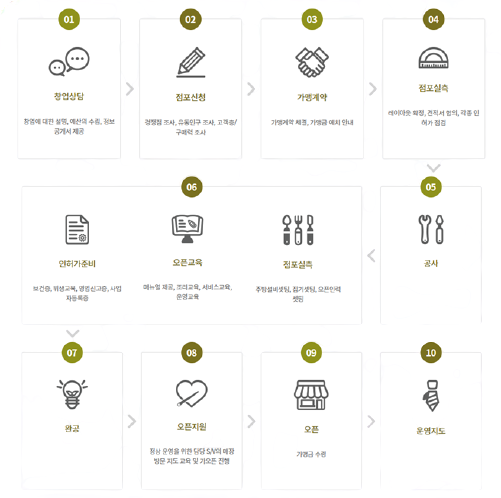 01
02
03
04
창업상담
점포신청
가맹계약
점포실측
창업에 대한 설명, 예산의 수립, 정보
공개서 제공
경쟁점 조사, 유동인구 조사, 고객층/
구매력 조사
가맹계약 체결, 가맹금 예치 안내
레이아웃 확정, 견적서 협의, 각종 인
허가 점검
06
05
인허가준비
오픈교육
점포실측
공사
보건증, 위생교육, 영업신고증, 사업
자등록증
메뉴얼 제공, 조리교육, 서비스교육,
운영교육
주방설비셋팅, 집기셋팅, 오픈인력
셋팅
07
08
09
10
완공
오픈지원
오픈
운영지도
정상 운영을 위한 담당 S/V의 매장
방문 지도 교육 및 가오픈 진행
가맹금 수령